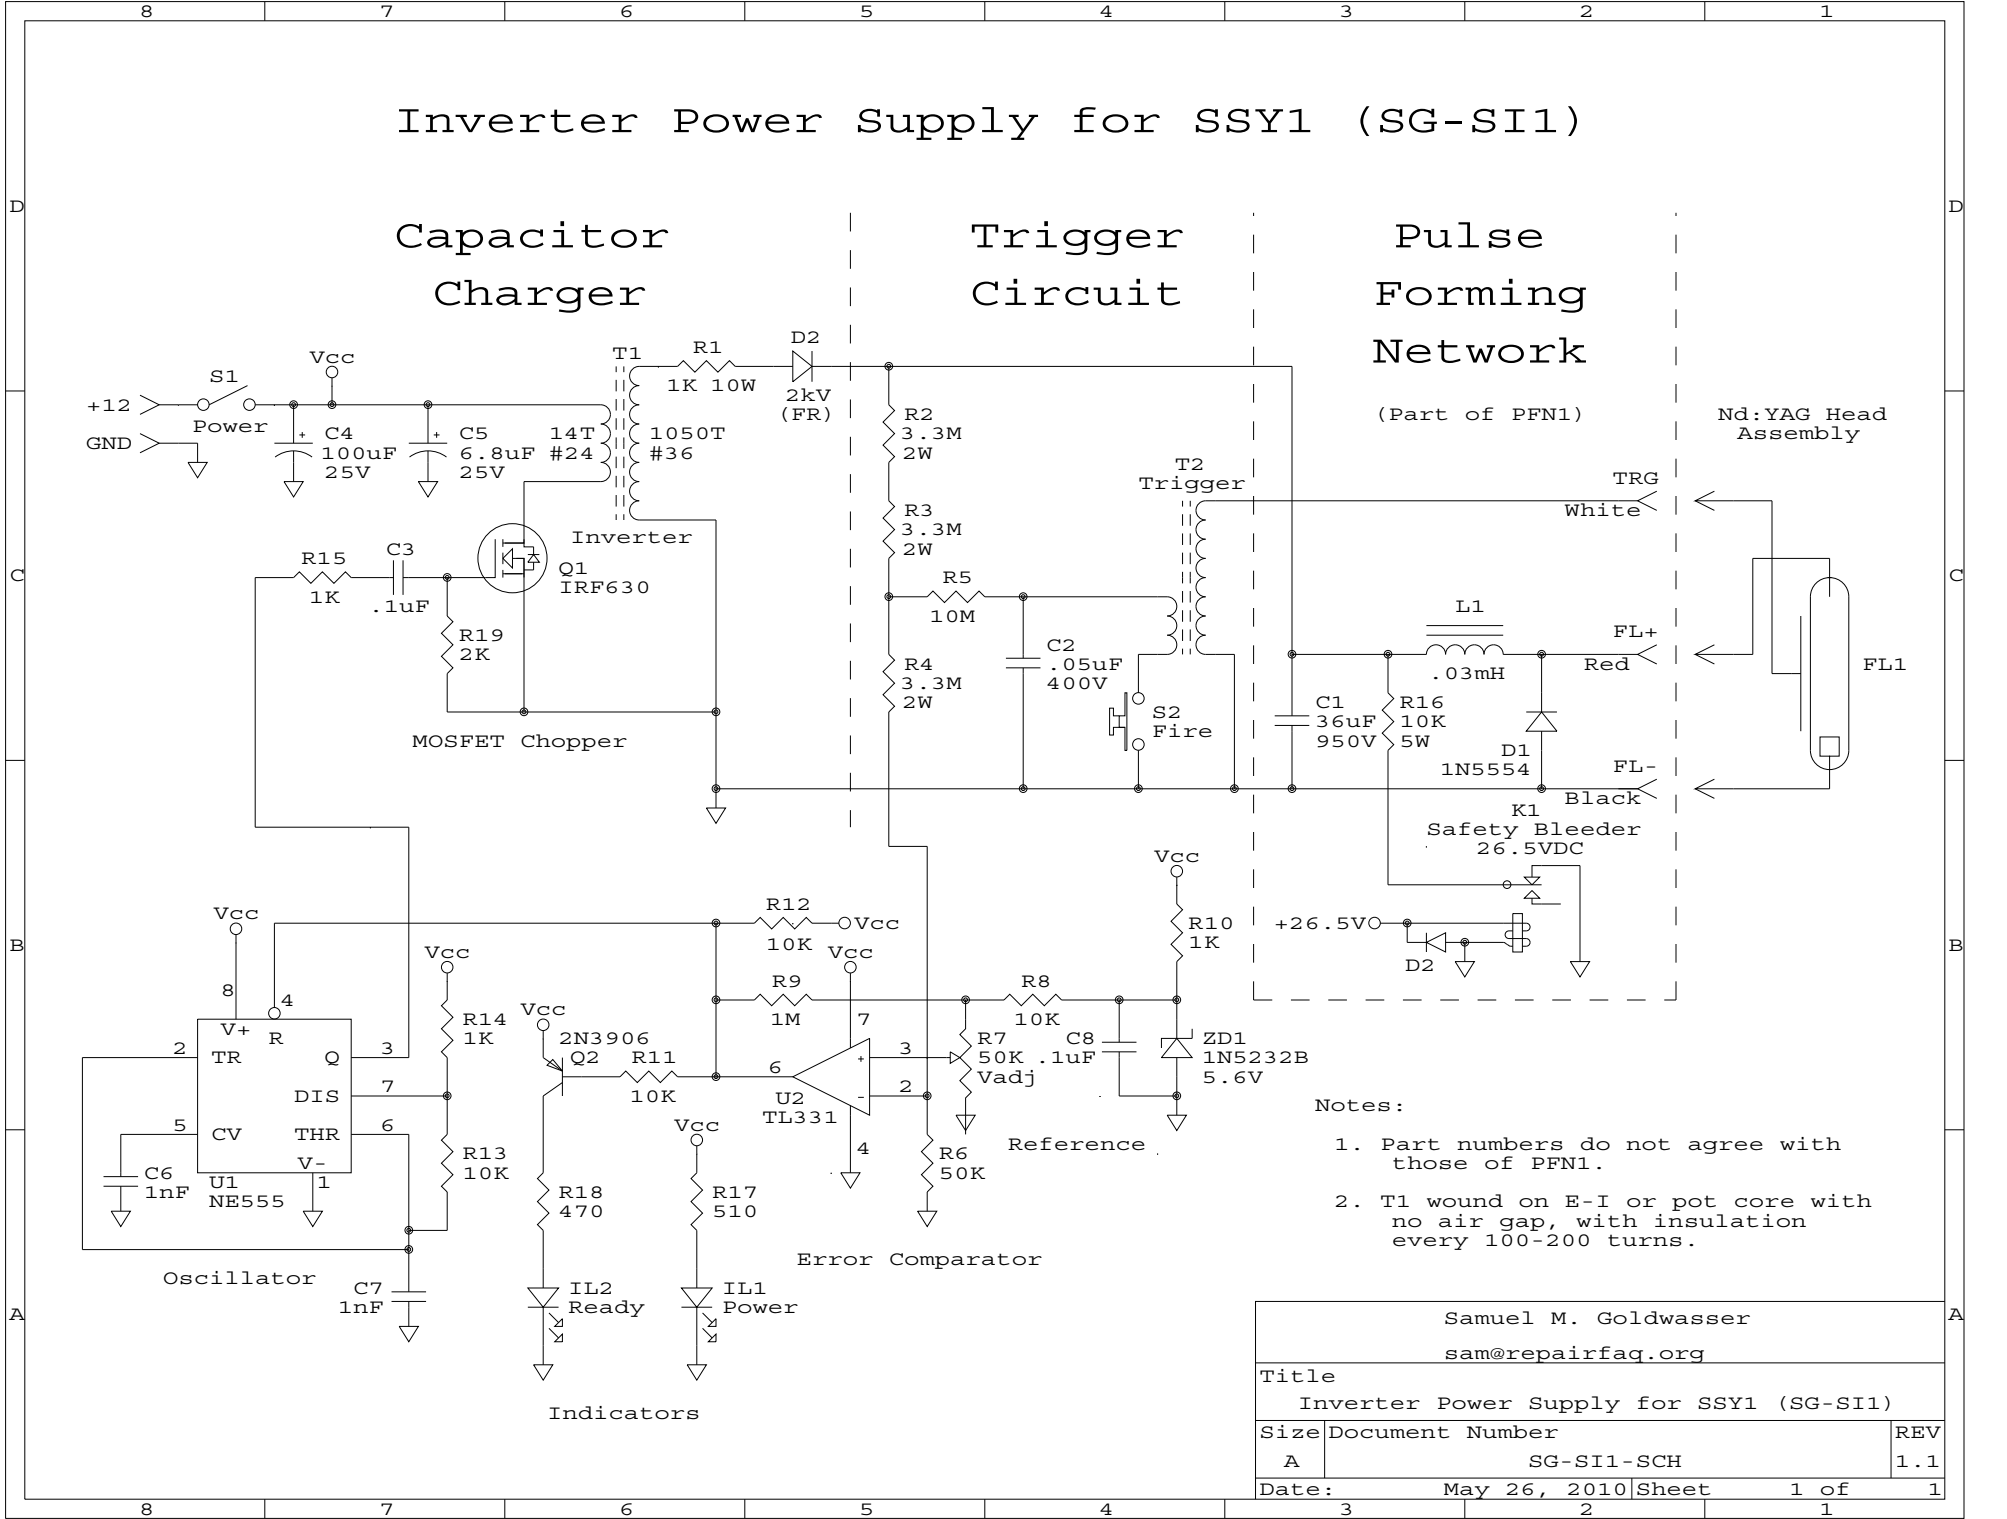 8 7 6 5 4 3 2 1
Inverter Power Supply for SSY1 (SG-SI1)
D
D
Capacitor
Charger
Trigger
Circuit
Pulse
Forming
Network
(Part of PFN1)
Nd:YAG Head
Assembly
+12
GND
S1
Power
Vcc
+
C4
100uF
25V
+
C5
6.8uF
25V
14T
#24
T1
1050T
#36
Inverter
R1
1K 10W
D2
2kV
(FR)
R2
3.3M
2W
R3
3.3M
2W
R5
10M
R4
3.3M
2W
C2
.05uF
400V
T2
Trigger
S2
Fire
TRG
White
L1
.03mH
FL+
Red
FL1
C1
36uF
950V
R16
10K
5W
D1
1N5554
FL-
Black
K1
Safety Bleeder
26.5VDC
+26.5V
D2
C
C
R15
1K
C3
.1uF
Q1
IRF630
R19
2K
MOSFET Chopper
B
B
Vcc
8
4
V+
R
2
TR
Q
3
DIS
7
5
CV
THR
6
V-
1
U1
NE555
C6
1nF
Oscillator
C7
1nF
Vcc
R14
1K
R13
10K
Vcc
2N3906
Q2
R11
10K
R18
470
IL2
Ready
Vcc
R17
510
IL1
Power
Indicators
R12
10K
Vcc
Vcc
R9
1M
7
6
+
3
-
2
U2
TL331
4
R6
50K
Error Comparator
R8
10K
R7
50K
Vadj
C8
.1uF
Vcc
R10
1K
ZD1
1N5232B
5.6V
Reference
Notes:
1. Part numbers do not agree with
those of PFN1.
2. T1 wound on E-I or pot core with
no air gap, with insulation
every 100-200 turns.
A
A
Samuel M. Goldwasser
sam@repairfaq.org
Title
Inverter Power Supply for SSY1 (SG-SI1)
Size Document Number REV
A SG-SI1-SCH 1.1
Date: May 26, 2010 Sheet 1 of 1
8 7 6 5 4 3 2 1